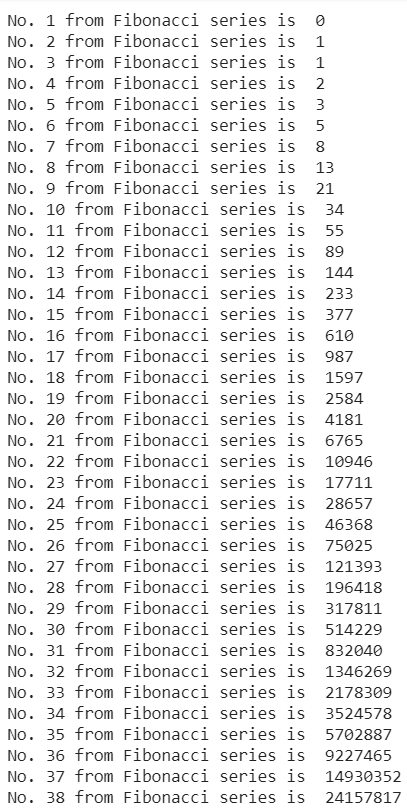 No. 1 from Fibonacci series is  0
No. 2 from Fibonacci series is  1
No. 3 from Fibonacci series is  1
No. 4 from Fibonacci series is  2
No. 5 from Fibonacci series is  3
No. 6 from Fibonacci series is  5
No. 7 from Fibonacci series is  8
No. 8 from Fibonacci series is  13
No. 9 from Fibonacci series is  21
No. 10 from Fibonacci series is  34
No. 11 from Fibonacci series is  55
No. 12 from Fibonacci series is  89
No. 13 from Fibonacci series is  144
No. 14 from Fibonacci series is  233
No. 15 from Fibonacci series is  377
No. 16 from Fibonacci series is  610
No. 17 from Fibonacci series is  987
No. 18 from Fibonacci series is  1597
No. 19 from Fibonacci series is  2584
No. 20 from Fibonacci series is  4181
No. 21 from Fibonacci series is  6765
No. 22 from Fibonacci series is  10946
No. 23 from Fibonacci series is  17711
No. 24 from Fibonacci series is  28657
No. 25 from Fibonacci series is  46368
No. 26 from Fibonacci series is  75025
No. 27 from Fibonacci series is  121393
No. 28 from Fibonacci series is  196418
No. 29 from Fibonacci series is  317811
No. 30 from Fibonacci series is  514229
No. 31 from Fibonacci series is  832040
No. 32 from Fibonacci series is  1346269
No. 33 from Fibonacci series is  2178309
No. 34 from Fibonacci series is  3524578
No. 35 from Fibonacci series is  5702887
No. 36 from Fibonacci series is  9227465
No. 37 from Fibonacci series is  14930352
No. 38 from Fibonacci series is  24157817